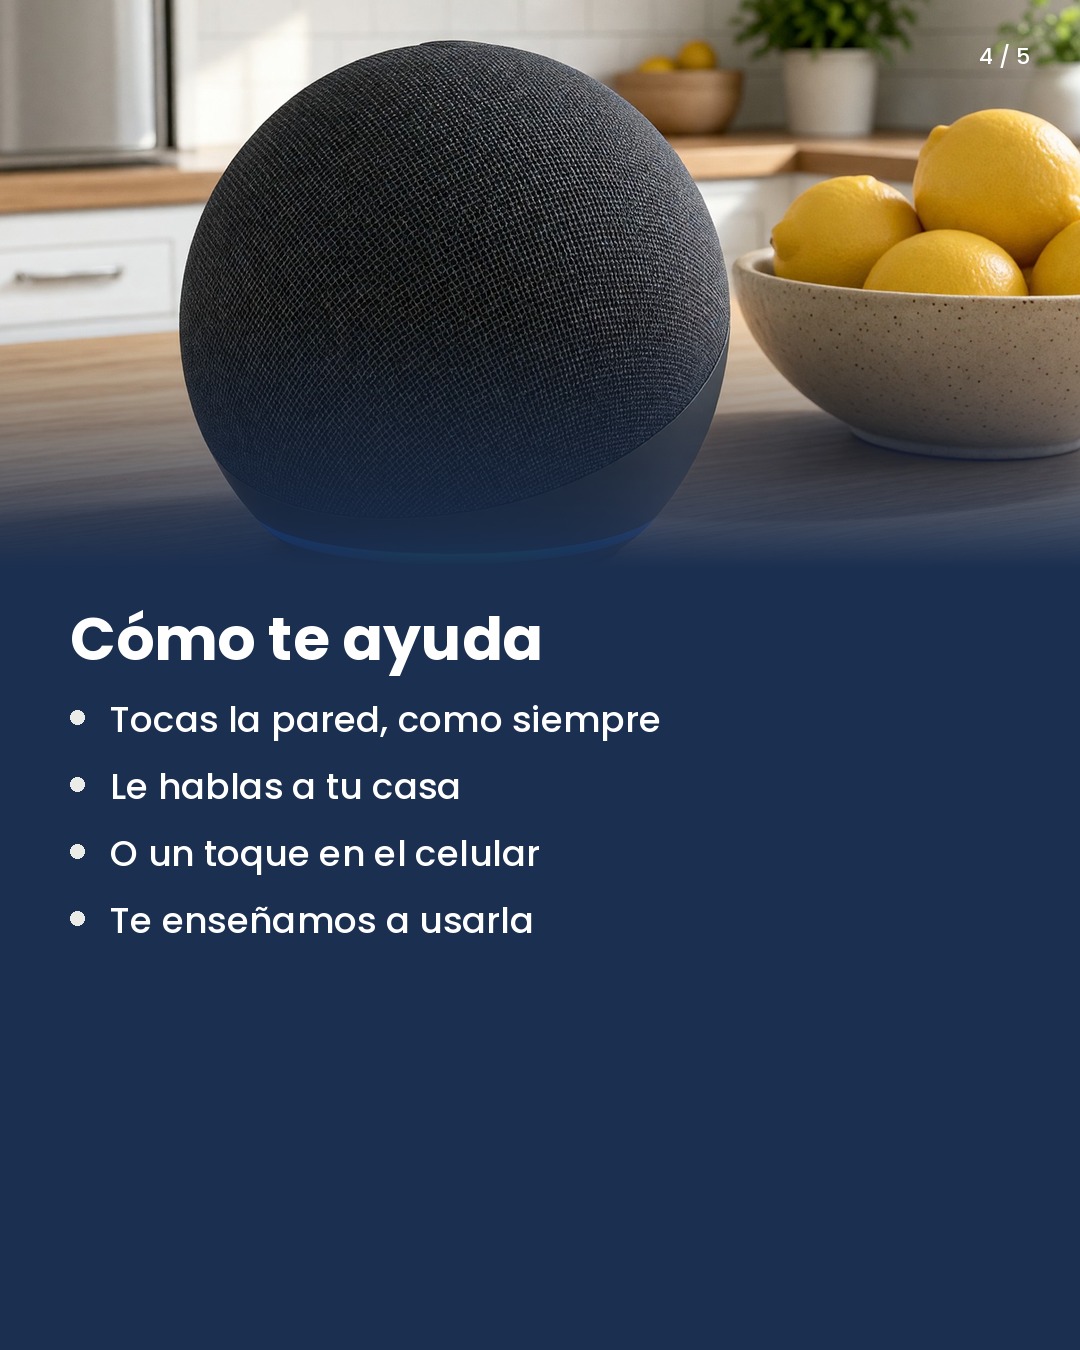 4 / 5
Cómo te ayuda
Tocas la pared, como siempre
Le hablas a tu casa
O un toque en el celular
Te enseñamos a usarla